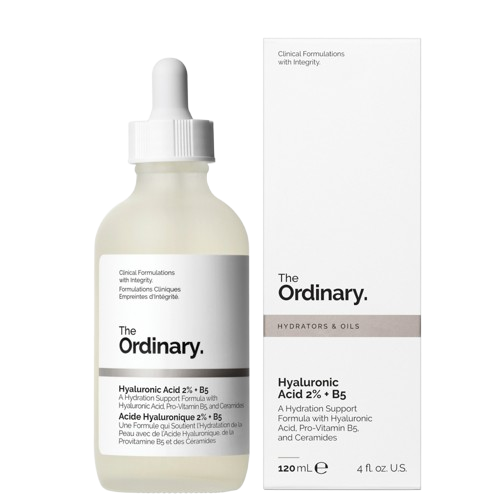 Clinical Formulations
with Integrity.
Formulations Cliniques
Empreintes d'Intégrité.
The
Ordinary.
Hyaluronic Acid 2% + B5
A Hydration Support Formula with
Hyaluronic Acid, Pro-Vitamin B5, and Ceramides
Acide Hyaluronique 2% + B5
Une Formule qui Soutient l'Hydratation de la
Peau avec de l'Acide Hyaluronique, de la
Provitamine B5 et des Ceramides
Clinical Formulations
with Integrity.
The
Ordinary.
HYDRATORS & OILS
Hyaluronic
Acid 2% + B5
A Hydration Support
Formula with Hyaluronic
Acid, Pro-Vitamin B5,
and Ceramides
120 mL ℮ 4 fl. oz. U.S.